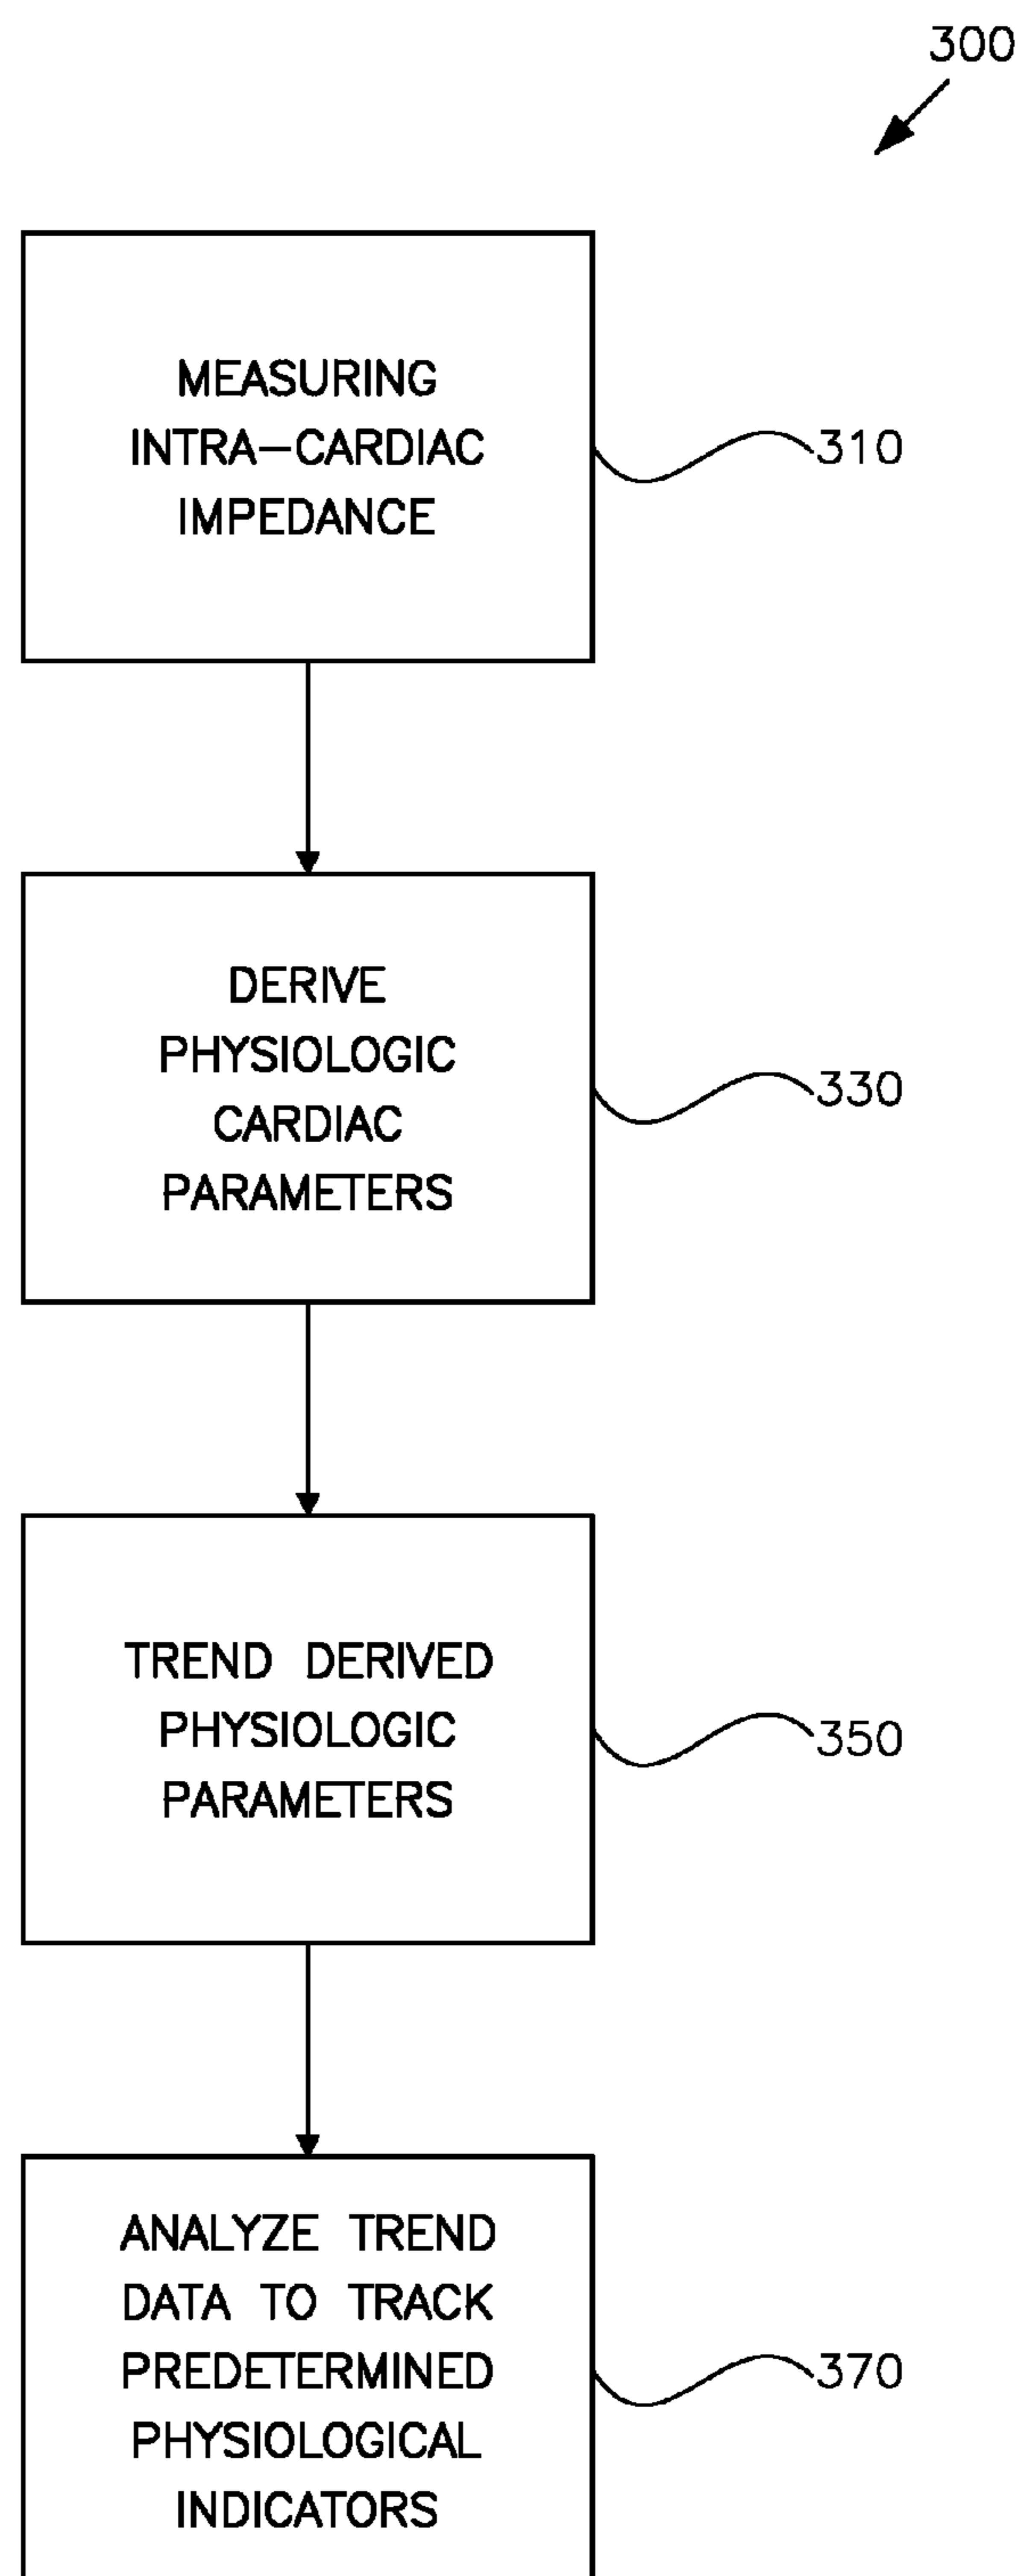 300
MEASURING
INTRA-CARDIAC
IMPEDANCE
310
DERIVE
PHYSIOLOGIC
CARDIAC
PARAMETERS
330
TREND DERIVED
PHYSIOLOGIC
PARAMETERS
350
ANALYZE TREND
DATA TO TRACK
PREDETERMINED
PHYSIOLOGICAL
INDICATORS
370